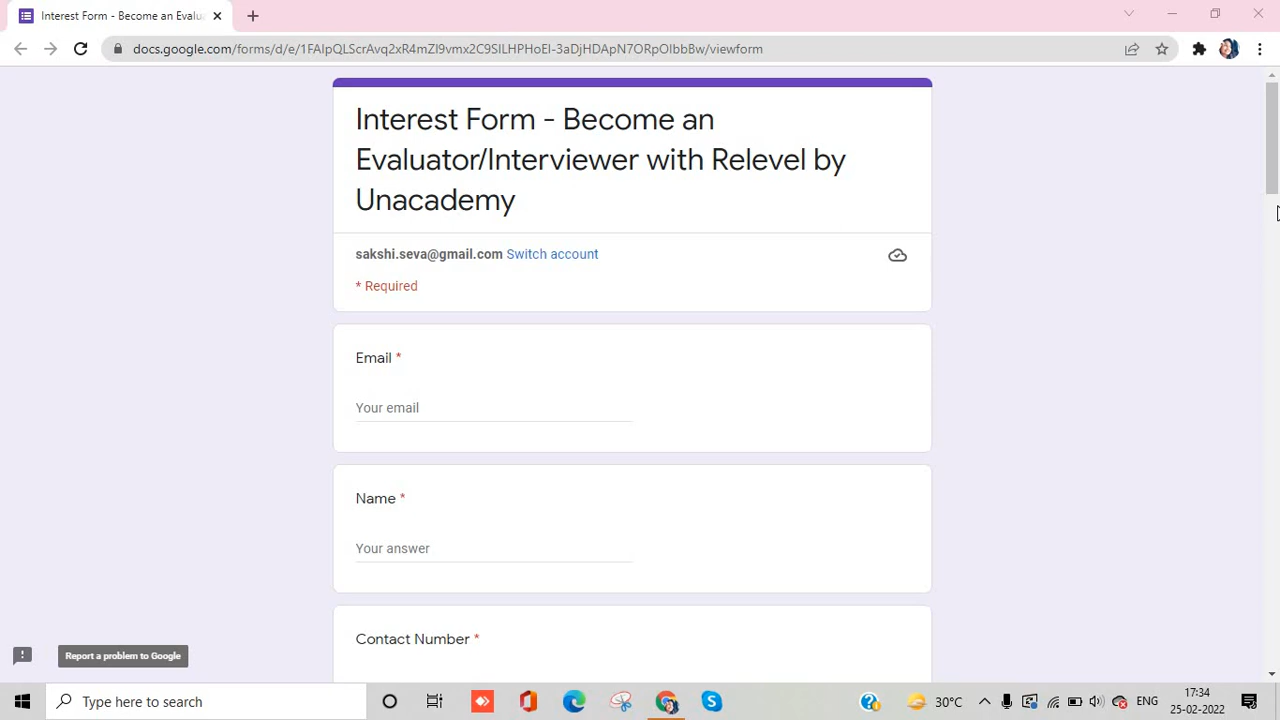 Interest Form - Become an Evalua
docs.google.com/forms/d/e/1FAIpQLScrAvq2xR4mZI9vmx2C9SILHPHoEI-3aDjHDApN7ORpOIbbBw/viewform
Interest Form - Become an
Evaluator/Interviewer with Relevel by
Unacademy
sakshi.seva@gmail.com Switch account
* Required
Email *
Your email
Name *
Your answer
Contact Number *
Report a problem to Google
Type here to search
30°C
ENG
17:34
25-02-2022